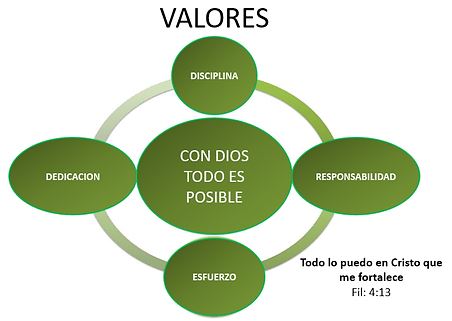 VALORES
DISCIPLINA
DEDICACION
CON DIOS
TODO ES
POSIBLE
RESPONSABILIDAD
ESFUERZO
Todo lo puedo en Cristo que
me fortalece
Fil: 4:13